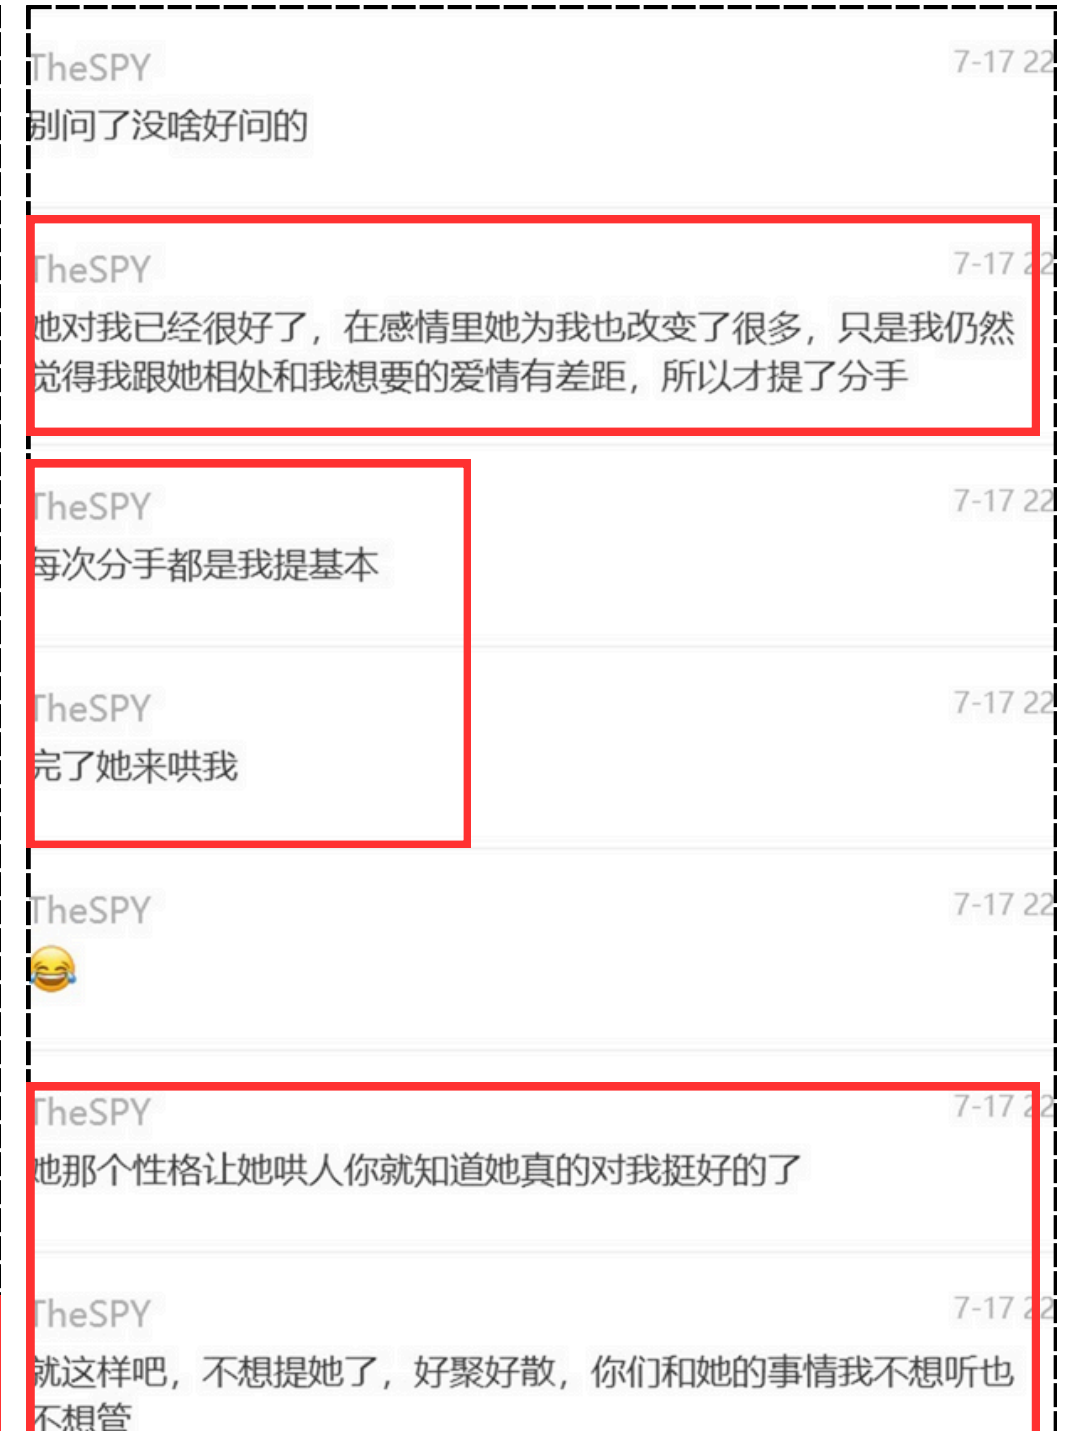 TheSPY
7-17 22
别问了没啥好问的
TheSPY
7-17 22
她对我已经很好了，在感情里她为我也改变了很多，只是我仍然
觉得我跟她相处和我想要的爱情有差距，所以才提了分手
TheSPY
7-17 22
每次分手都是我提基本
TheSPY
7-17 22
完了她来哄我
TheSPY
7-17 22
😂
TheSPY
7-17 22
她那个性格让她哄人你就知道她真的对我挺好的了
TheSPY
7-17 22
就这样吧，不想提她了，好聚好散，你们和她的事情我不想听也
不想管